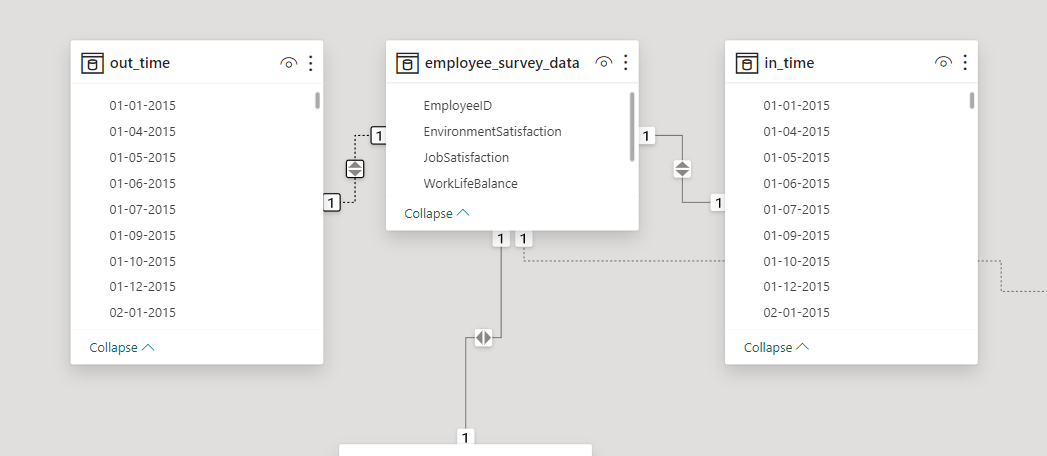 out_time
01-01-2015
01-04-2015
01-05-2015
01-06-2015
01-07-2015
01-09-2015
01-10-2015
01-12-2015
02-01-2015
Collapse
1
1
employee_survey_data
EmployeeID
EnvironmentSatisfaction
JobSatisfaction
WorkLifeBalance
Collapse
1
1
1
1
1
in_time
01-01-2015
01-04-2015
01-05-2015
01-06-2015
01-07-2015
01-09-2015
01-10-2015
01-12-2015
02-01-2015
Collapse